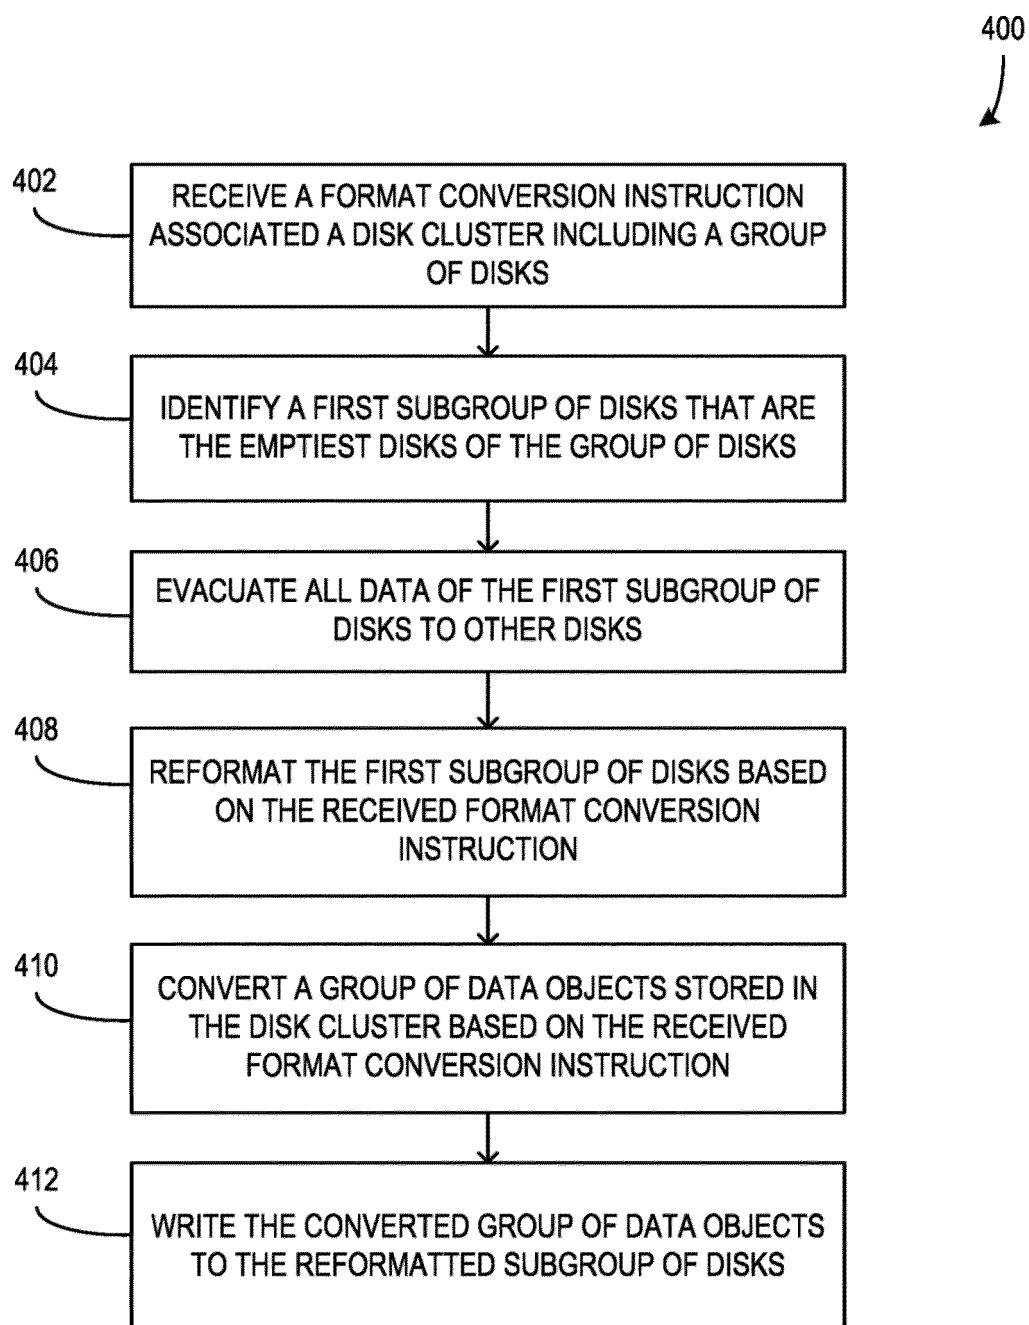 400
402
RECEIVE A FORMAT CONVERSION INSTRUCTION
ASSOCIATED A DISK CLUSTER INCLUDING A GROUP
OF DISKS
404
IDENTIFY A FIRST SUBGROUP OF DISKS THAT ARE
THE EMPTIEST DISKS OF THE GROUP OF DISKS
406
EVACUATE ALL DATA OF THE FIRST SUBGROUP OF
DISKS TO OTHER DISKS
408
REFORMAT THE FIRST SUBGROUP OF DISKS BASED
ON THE RECEIVED FORMAT CONVERSION
INSTRUCTION
410
CONVERT A GROUP OF DATA OBJECTS STORED IN
THE DISK CLUSTER BASED ON THE RECEIVED
FORMAT CONVERSION INSTRUCTION
412
WRITE THE CONVERTED GROUP OF DATA OBJECTS
TO THE REFORMATTED SUBGROUP OF DISKS